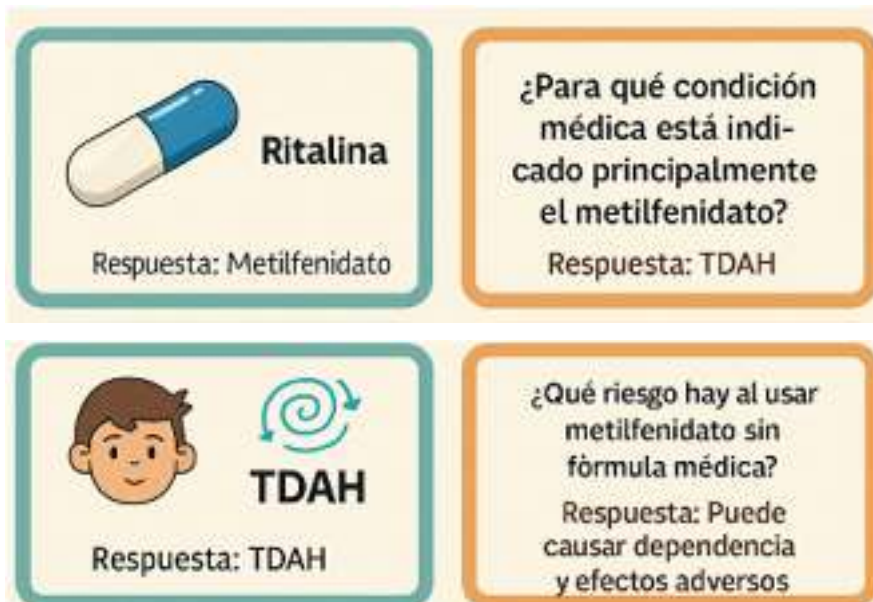 Ritalina
Respuesta: Metilfenidato
¿Para qué condición
médica está indi-
cado principalmente
el metilfenidato?
Respuesta: TDAH
TDAH
Respuesta: TDAH
¿Qué riesgo hay al usar
metilfenidato sin
fòrmula médica?
Respuesta: Puede
causar dependencia
y efectos adversos